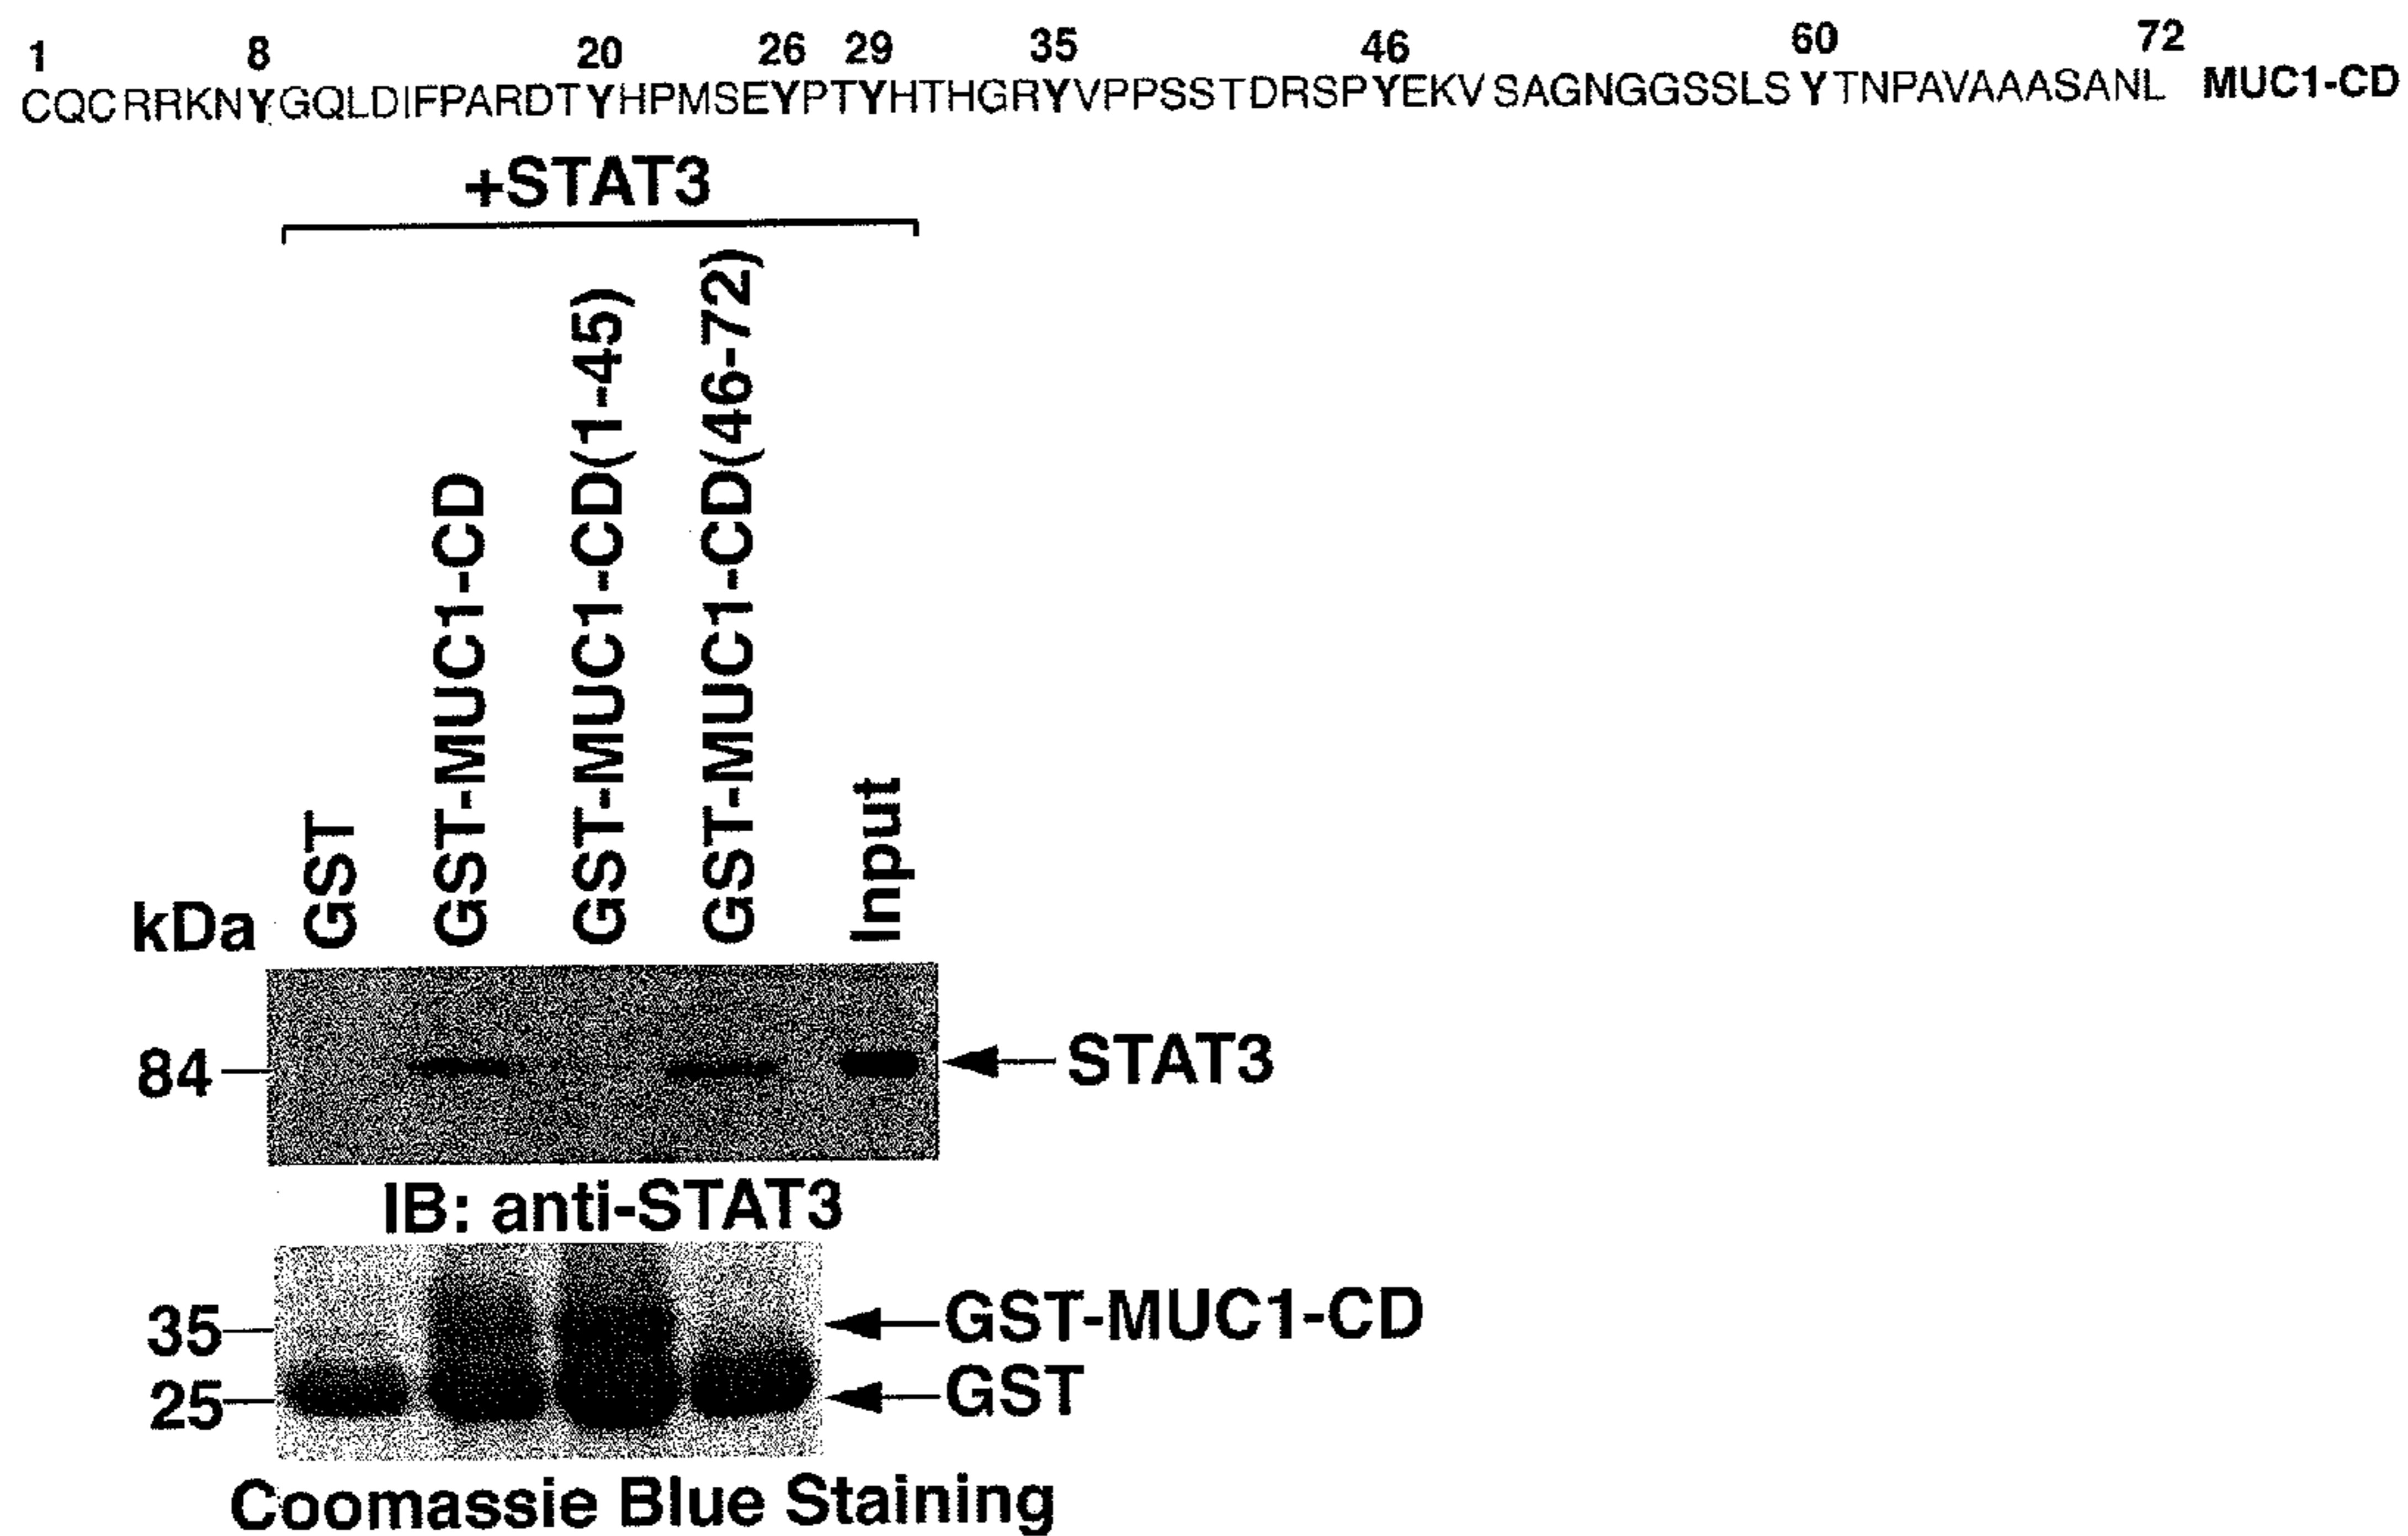 1 8 20 26 29 35 46 60 72
CQCRRKNYGQLDIFPARDTYHPMSEYPTYHTHGRYVPPSSTDRSPYEKVSAGNGGSSLSYTNPAVAAASANL MUC1-CD
+STAT3
GST
GST-MUC1-CD
GST-MUC1-CD(1-45)
GST-MUC1-CD(46-72)
Input
kDa
84
STAT3
IB: anti-STAT3
35
GST-MUC1-CD
25
GST
Coomassie Blue Staining